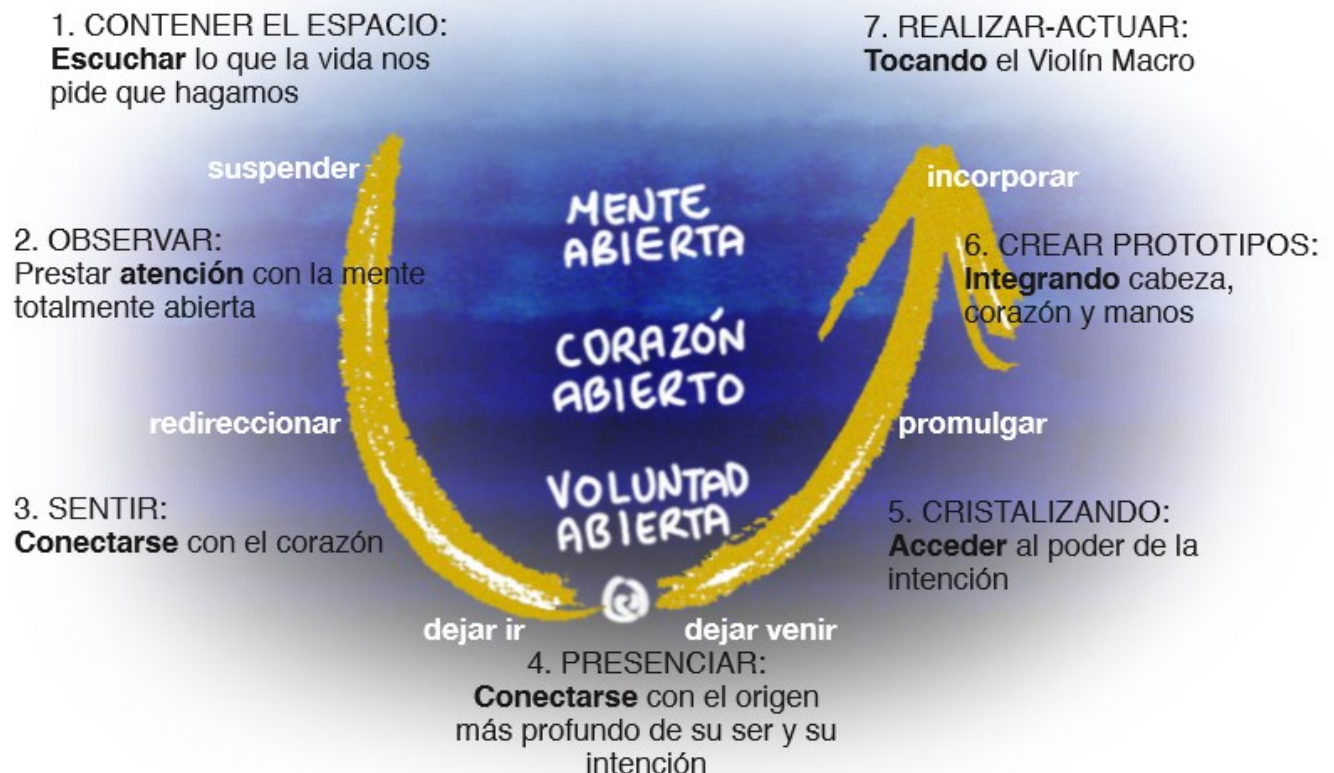 1. CONTENER EL ESPACIO:
Escuchar lo que la vida nos
pide que hagamos
suspender
2. OBSERVAR:
Prestar atención con la mente
totalmente abierta
redireccionar
3. SENTIR:
Conectarse con el corazón
dejar ir
MENTE
ABIERTA
CORAZÓN
ABIERTO
VOLUNTAD
ABIERTA
4. PRESENCIAR:
Conectarse con el origen
más profundo de su ser y su
intención
dejar venir
5. CRISTALIZANDO:
Acceder al poder de la
intención
promulgar
6. CREAR PROTOTIPOS:
Integrando cabeza,
corazón y manos
incorporar
7. REALIZAR-ACTUAR:
Tocando el Violín Macro